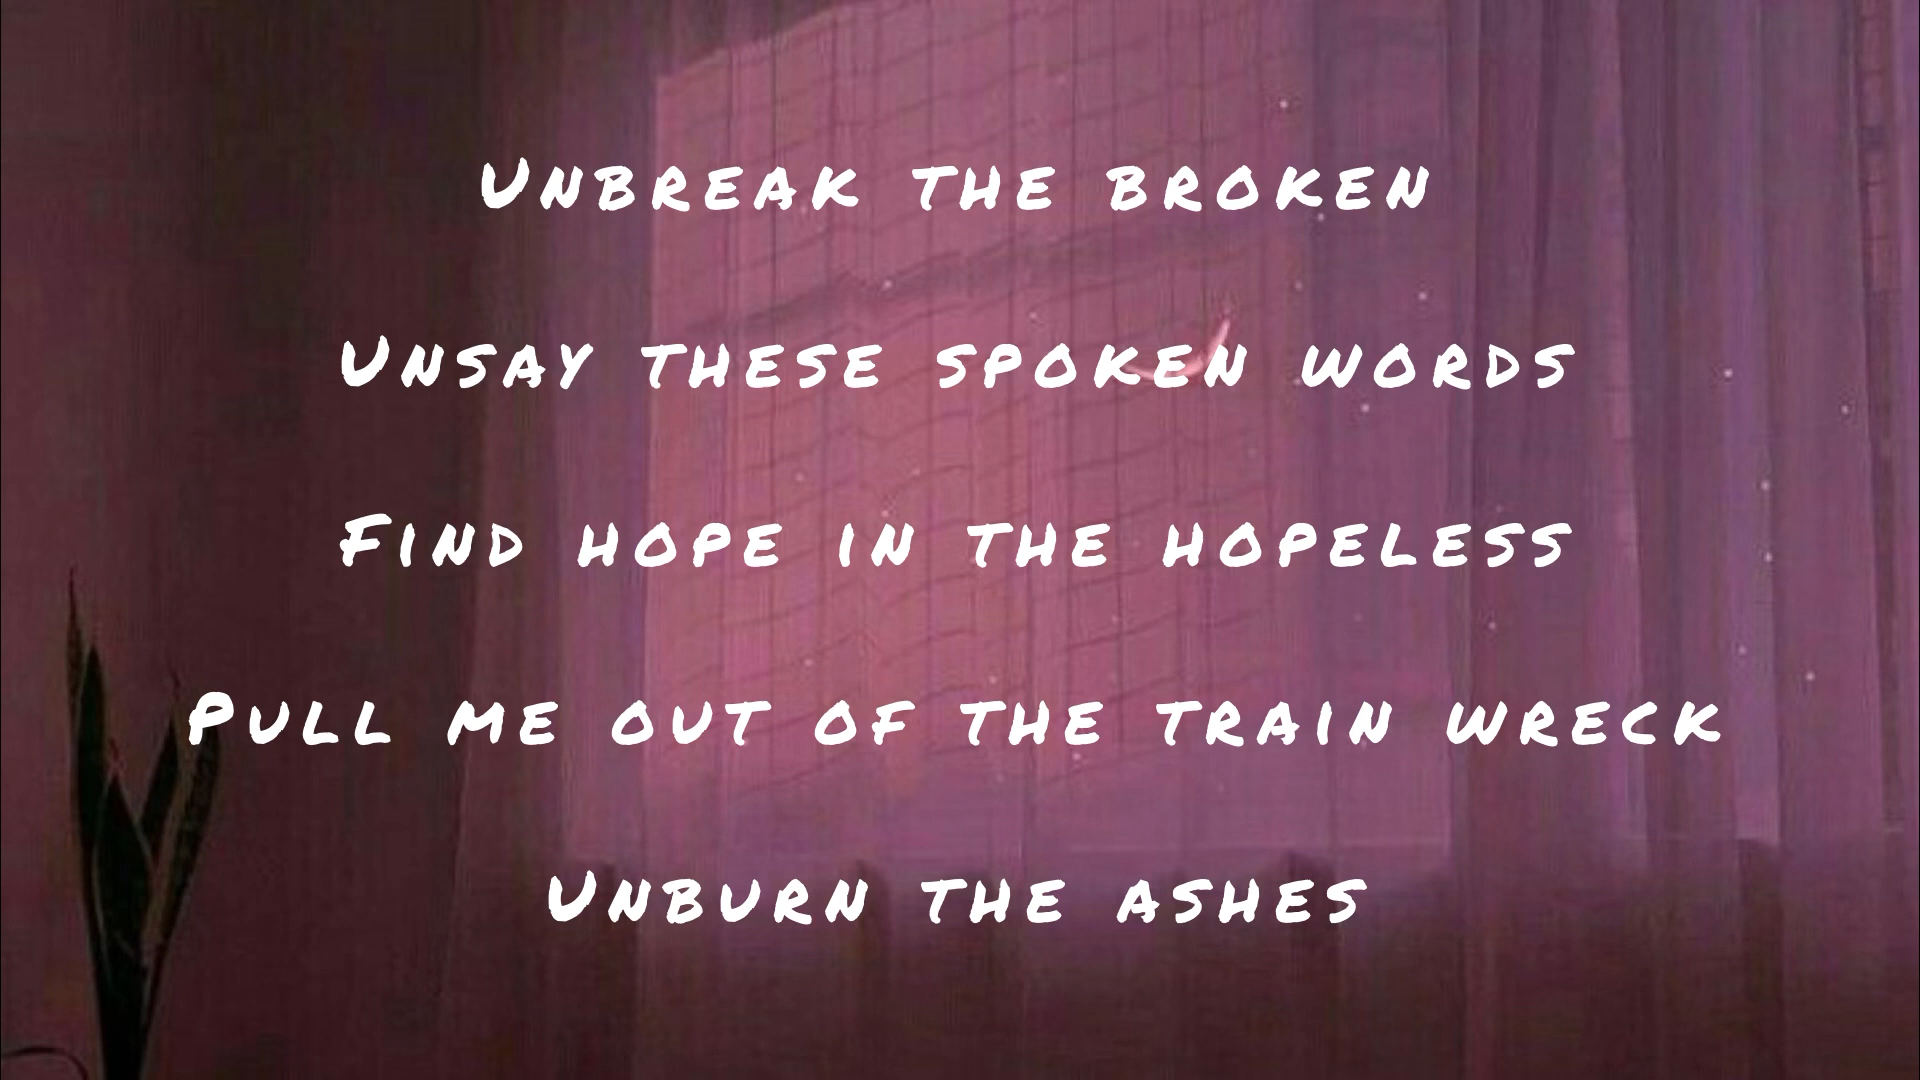 Unbreak the broken
Unsay these spoken words
Find hope in the hopeless
Pull me out of the train wreck
Unburn the ashes